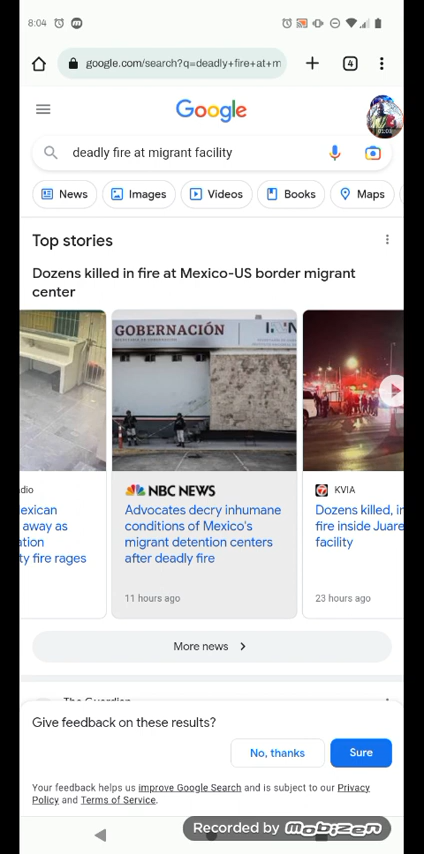 8:04
google.com/search?q=deadly+fire+at+m
4
Google
01:03
deadly fire at migrant facility
News
Images
Videos
Books
Maps
Top stories
Dozens killed in fire at Mexico-US border migrant
center
GOBERNACIÓN
dio
exican
away as
ation
ty fire rages
NBC NEWS
Advocates decry inhumane
conditions of Mexico's
migrant detention centers
after deadly fire
11 hours ago
KVIA
Dozens killed, in
fire inside Juare
facility
23 hours ago
More news
The Guardian
Give feedback on these results?
No, thanks
Sure
Your feedback helps us improve Google Search and is subject to our Privacy
Policy and Terms of Service.
Recorded by Mobizen